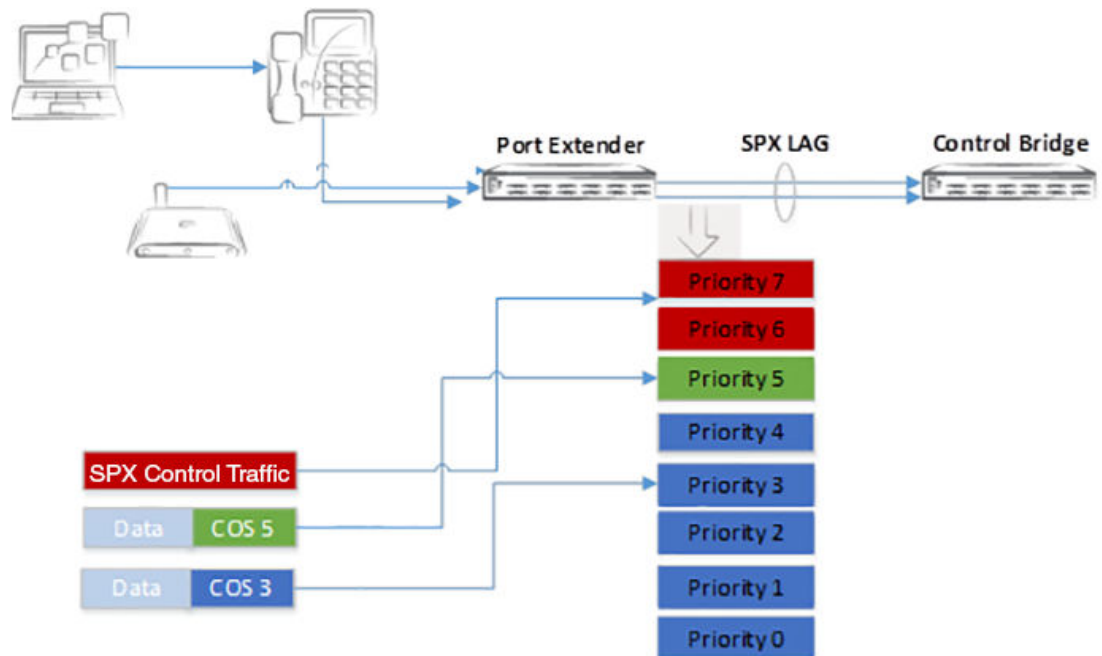 Port Extender
SPX LAG
Control Bridge
Priority 7
Priority 6
Priority 5
Priority 4
SPX Control Traffic
Priority 3
Data COS 5
Priority 2
Data COS 3
Priority 1
Priority 0